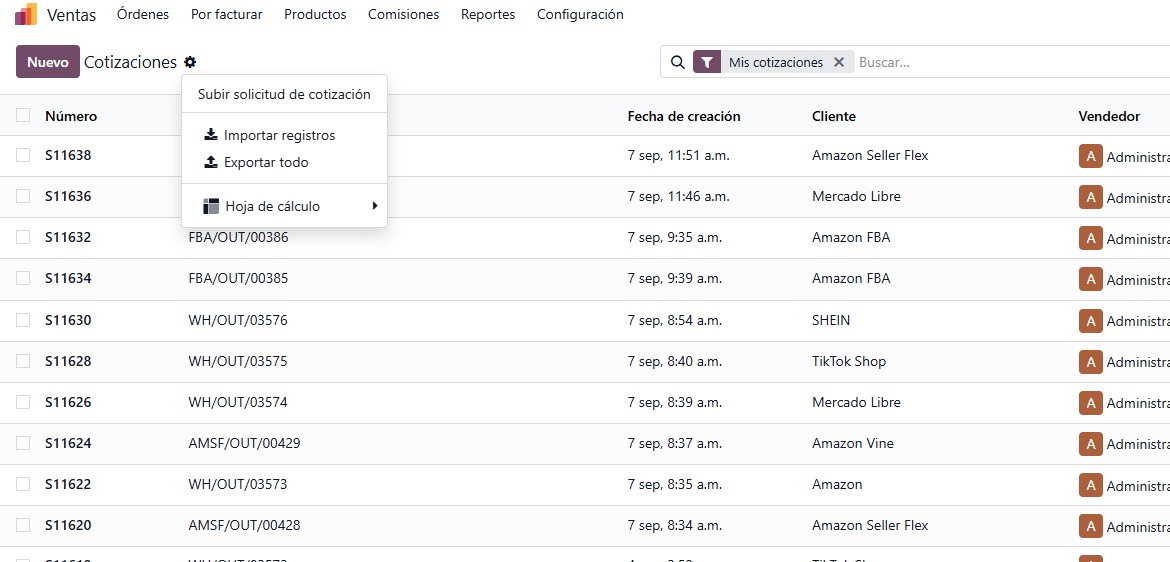 Ventas Órdenes Por facturar Productos Comisiones Reportes Configuración
Nuevo Cotizaciones Mis cotizaciones Buscar...
Subir solicitud de cotización
Número Fecha de creación Cliente Vendedor
Importar registros
S11638 7 sep, 11:51 a.m. Amazon Seller Flex A Administra
Exportar todo
S11636 7 sep, 11:46 a.m. Mercado Libre A Administra
Hoja de cálculo
S11632 FBA/OUT/00386 7 sep, 9:35 a.m. Amazon FBA A Administra
S11634 FBA/OUT/00385 7 sep, 9:39 a.m. Amazon FBA A Administra
S11630 WH/OUT/03576 7 sep, 8:54 a.m. SHEIN A Administra
S11628 WH/OUT/03575 7 sep, 8:40 a.m. TikTok Shop A Administra
S11626 WH/OUT/03574 7 sep, 8:39 a.m. Mercado Libre A Administra
S11624 AMSF/OUT/00429 7 sep, 8:37 a.m. Amazon Vine A Administra
S11622 WH/OUT/03573 7 sep, 8:35 a.m. Amazon A Administra
S11620 AMSF/OUT/00428 7 sep, 8:34 a.m. Amazon Seller Flex A Administra